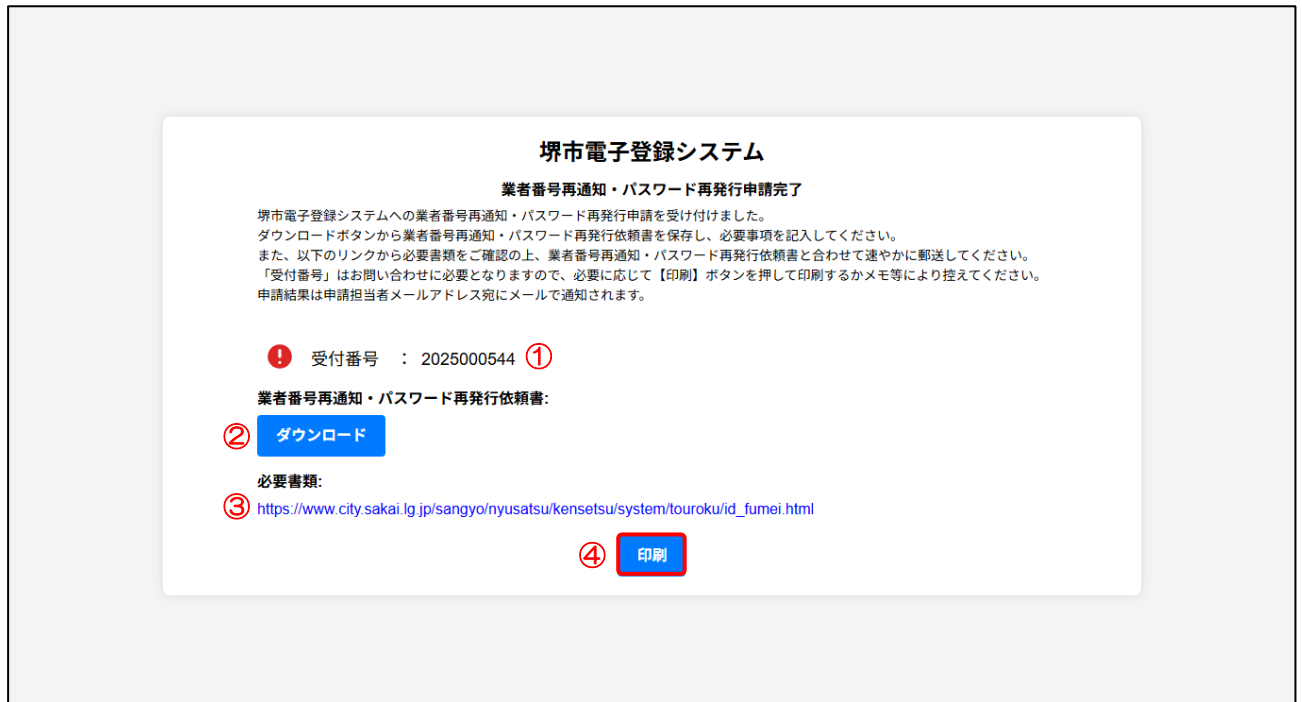 堺市電子登録システム
業者番号再通知・パスワード再発行申請完了
堺市電子登録システムへの業者番号再通知・パスワード再発行申請を受け付けました。
ダウンロードボタンから業者番号再通知・パスワード再発行依頼書を保存し、必要事項を記入してください。
また、以下のリンクから必要書類をご確認の上、業者番号再通知・パスワード再発行依頼書と合わせて速やかに郵送してください。
「受付番号」はお問い合わせに必要となりますので、必要に応じて【印刷】ボタンを押して印刷するかメモ等により控えてください。
申請結果は申請担当者メールアドレス宛にメールで通知されます。
受付番号 : 2025000544 ①
業者番号再通知・パスワード再発行依頼書:
② ダウンロード
必要書類:
③ https://www.city.sakai.lg.jp/sangyo/nyusatsu/kensetsu/system/touroku/id_fumei.html
④ 印刷